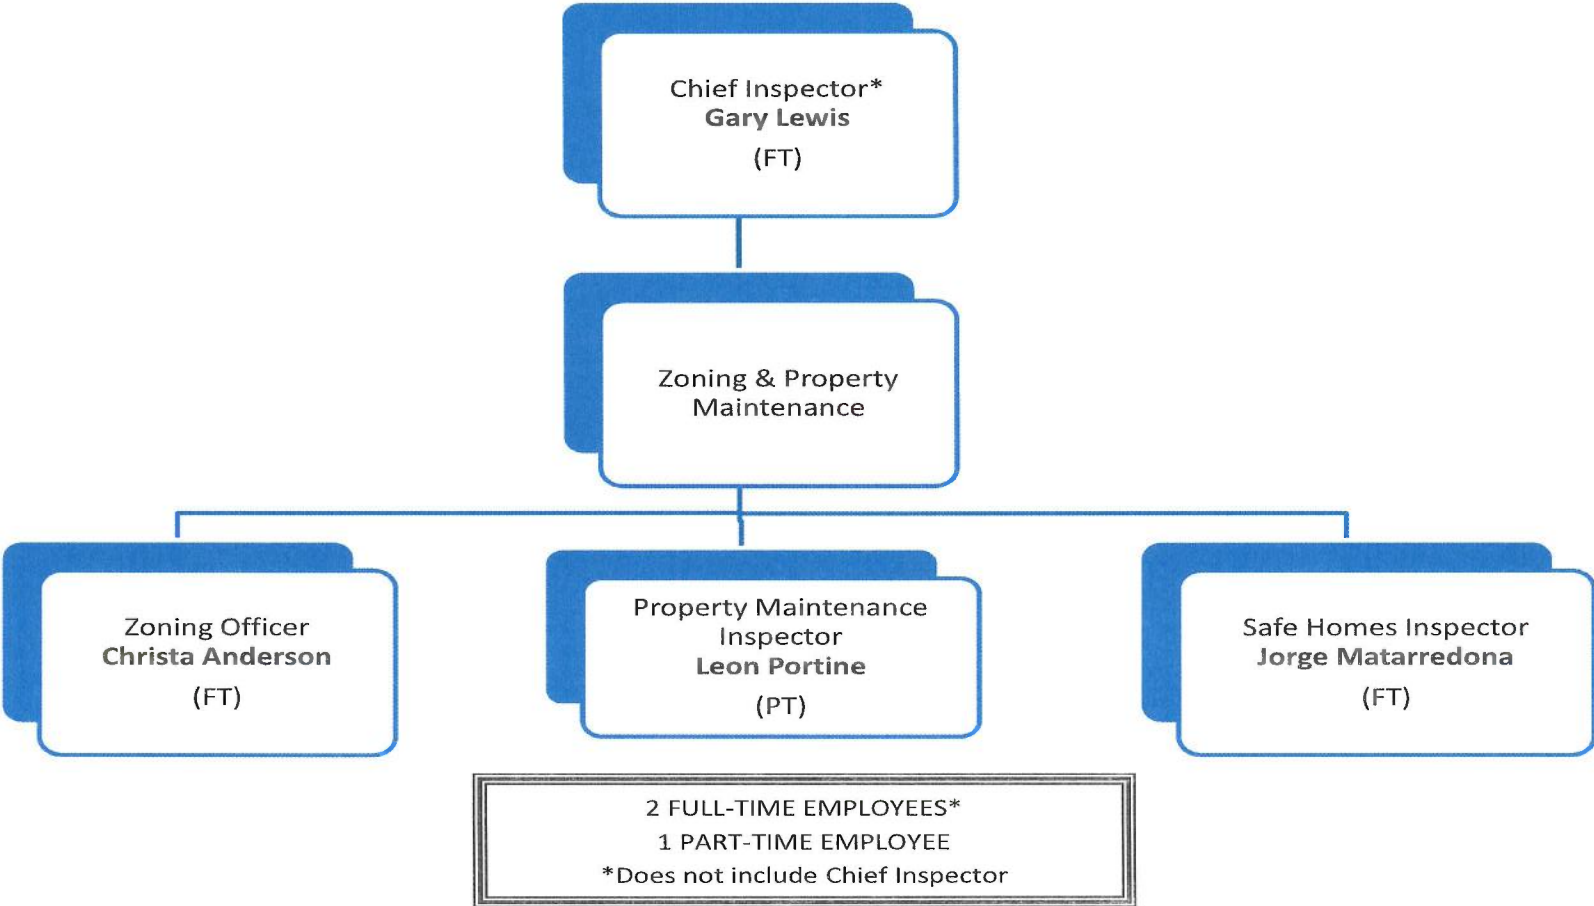 Chief Inspector*
Gary Lewis
(FT)
Zoning & Property
Maintenance
Zoning Officer
Christa Anderson
(FT)
Property Maintenance
Inspector
Leon Portine
(PT)
Safe Homes Inspector
Jorge Matarredona
(FT)
2 FULL-TIME EMPLOYEES*
1 PART-TIME EMPLOYEE
*Does not include Chief Inspector